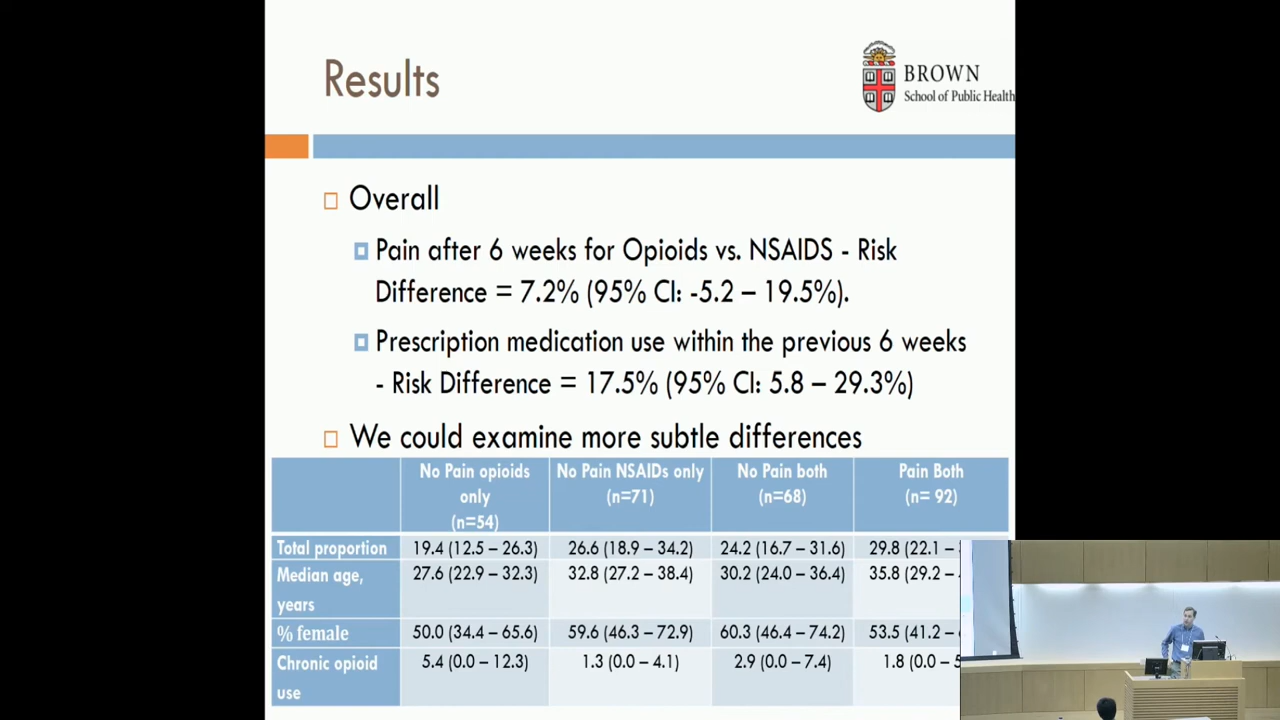 Results
BROWN
School of Public Health
Overall
Pain after 6 weeks for Opioids vs. NSAIDS - Risk
Difference = 7.2% (95% CI: -5.2 – 19.5%).
Prescription medication use within the previous 6 weeks
- Risk Difference = 17.5% (95% CI: 5.8 – 29.3%)
We could examine more subtle differences
No Pain opioids only (n=54) No Pain NSAIDs only (n=71) No Pain both (n=68) Pain Both (n= 92)
Total proportion 19.4 (12.5 – 26.3) 26.6 (18.9 – 34.2) 24.2 (16.7 – 31.6) 29.8 (22.1 –
Median age, years 27.6 (22.9 – 32.3) 32.8 (27.2 – 38.4) 30.2 (24.0 – 36.4) 35.8 (29.2 –
% female 50.0 (34.4 – 65.6) 59.6 (46.3 – 72.9) 60.3 (46.4 – 74.2) 53.5 (41.2 –
Chronic opioid use 5.4 (0.0 – 12.3) 1.3 (0.0 – 4.1) 2.9 (0.0 – 7.4) 1.8 (0.0 –